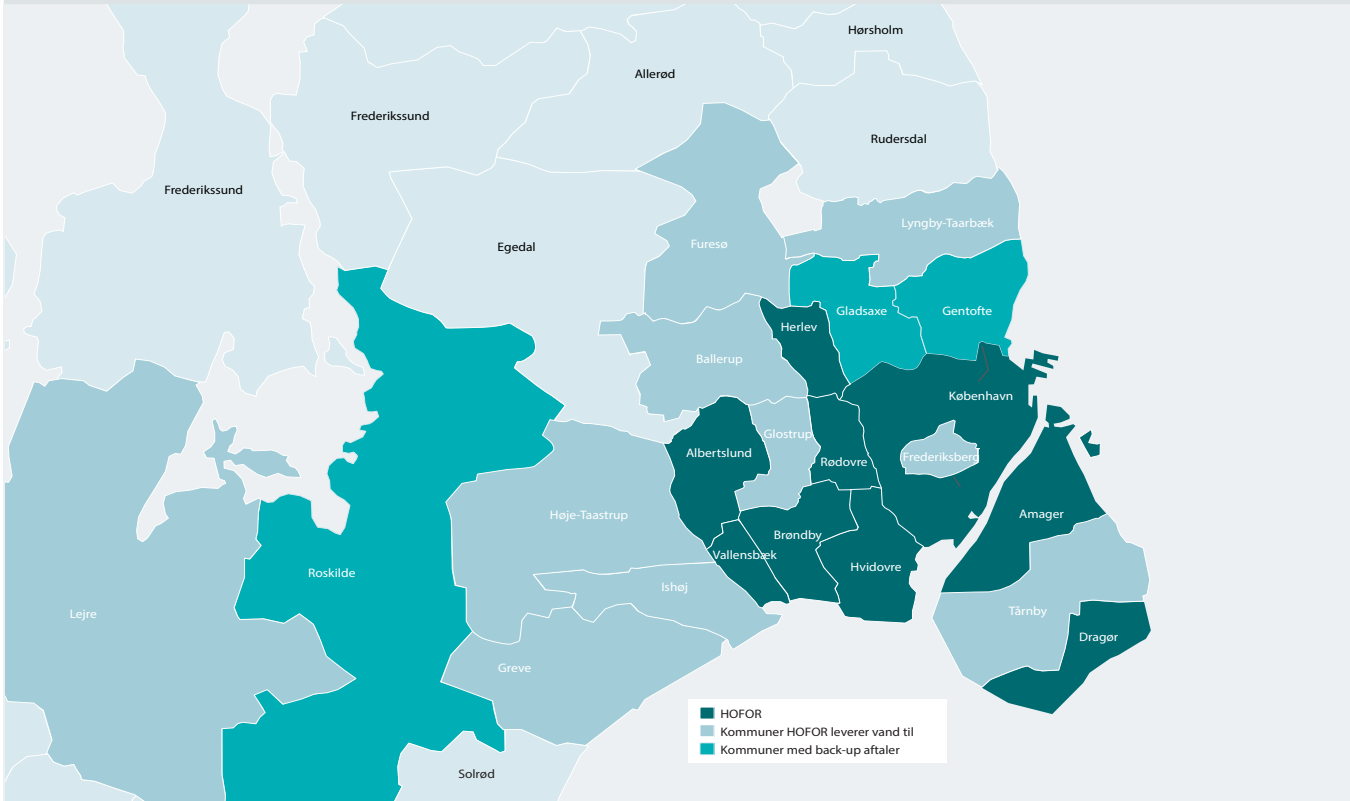 Hørsholm
Allerød
Frederikssund
Rudersdal
Frederikssund
Lyngby-Taarbæk
Furesø
Egedal
Gladsaxe
Gentofte
Herlev
Ballerup
København
Glostrup
Albertslund
Rødovre
Frederiksberg
Høje-Taastrup
Amager
Brøndby
Vallensbæk
Hvidovre
Roskilde
Ishøj
Lejre
Tårnby
Dragør
Greve
HOFOR
Kommuner HOFOR leverer vand til
Kommuner med back-up aftaler
Solrød